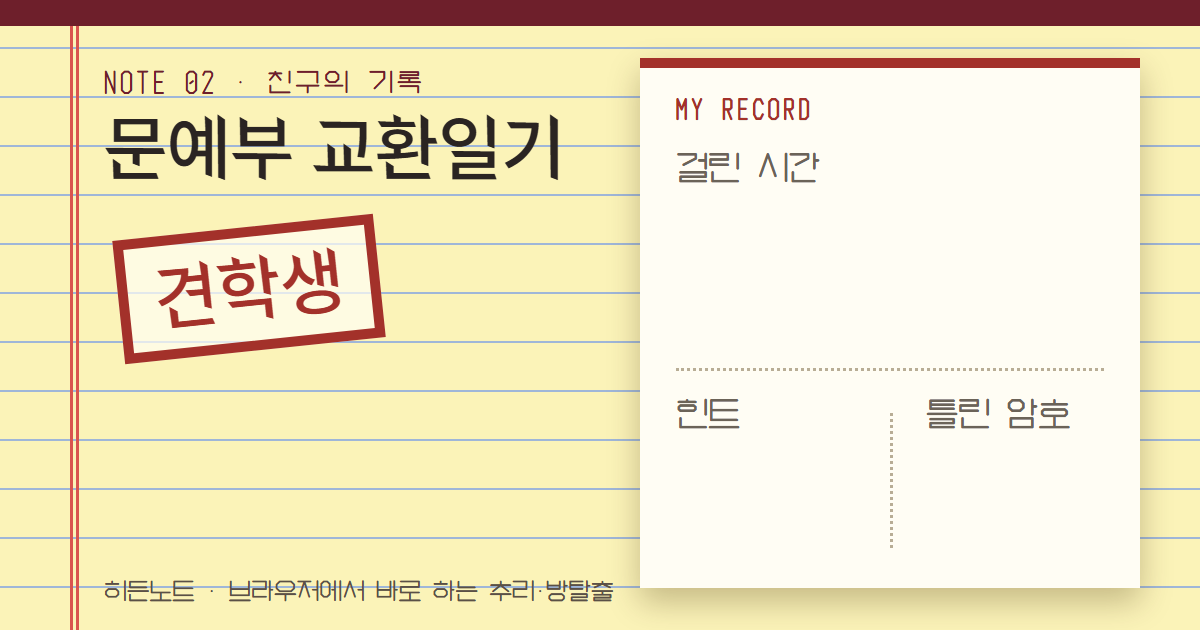 NOTE 02 · 친구의 기록
문예부 교환일기
견학생
히든노트 · 브라우저에서 바로 하는 추리·방탈출
MY RECORD
걸린 시간
힌트
틀린 암호